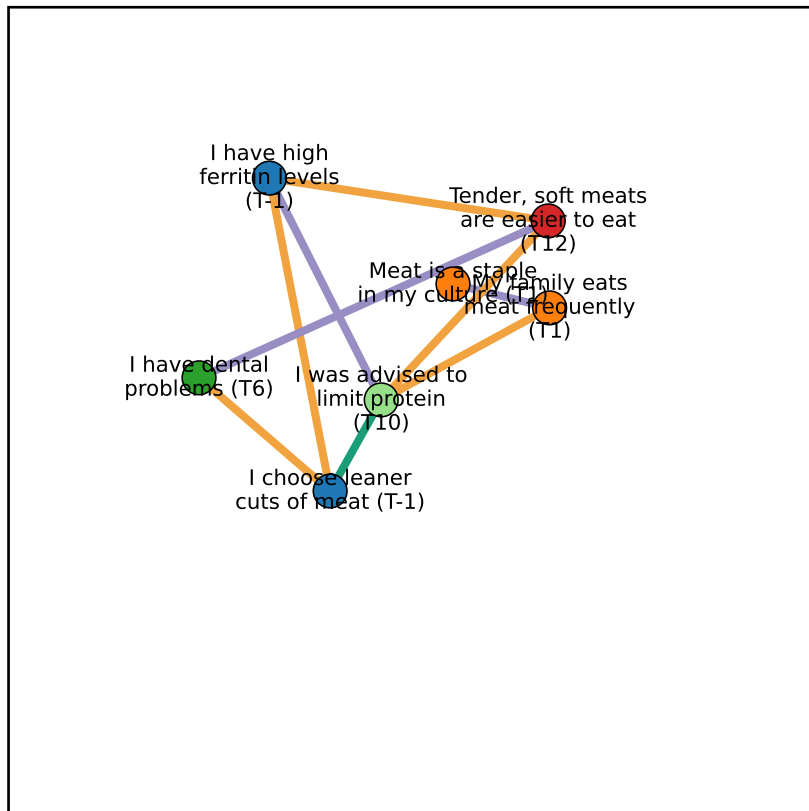 I have high
ferritin levels
(T-1)
Tender, soft meats
are easier to eat
(T12)
Meat is a staple
in my culture (T1)
My family eats
meat frequently
(T1)
I have dental
problems (T6)
I was advised to
limit protein
(T10)
I choose leaner
cuts of meat (T-1)